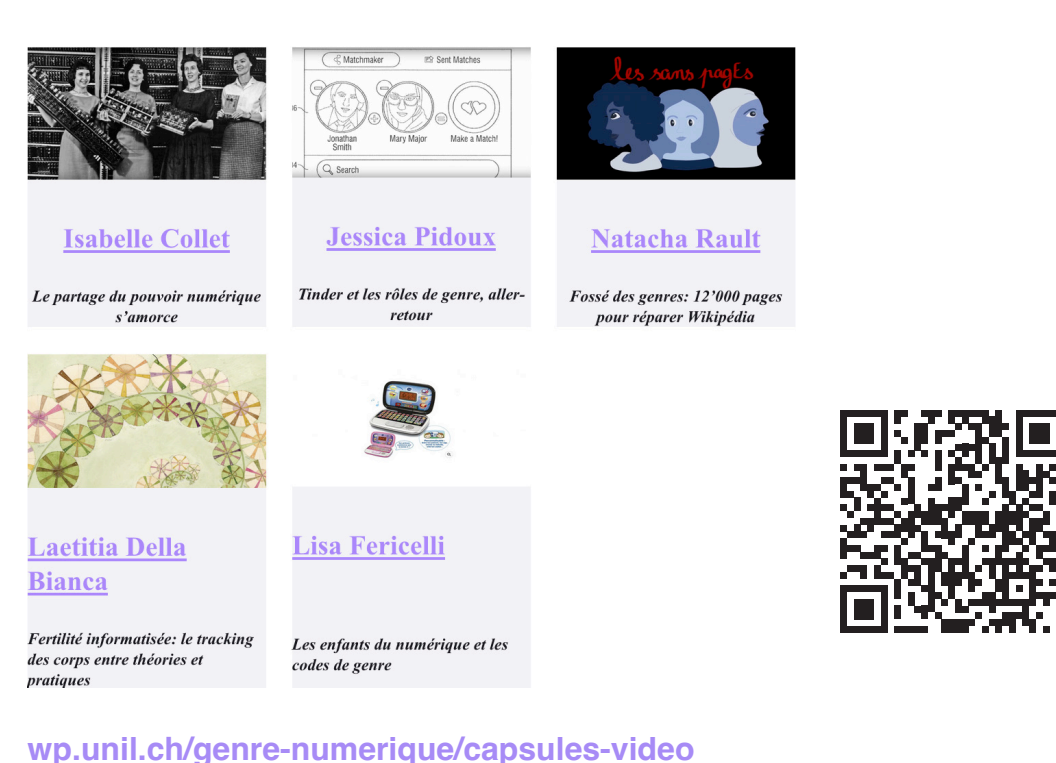 les sans pagEs
Matchmaker
Sent Matches
Jonathan
Smith
Mary Major
Make a Match!
Search
Isabelle Collet
Jessica Pidoux
Natacha Rault
Le partage du pouvoir numérique
s’amorce
Tinder et les rôles de genre, aller-
retour
Fossé des genres: 12’000 pages
pour réparer Wikipédia
Laetitia Della
Bianca
Lisa Fericelli
Fertilité informatisée: le tracking
des corps entre théories et
pratiques
Les enfants du numérique et les
codes de genre
wp.unil.ch/genre-numerique/capsules-video